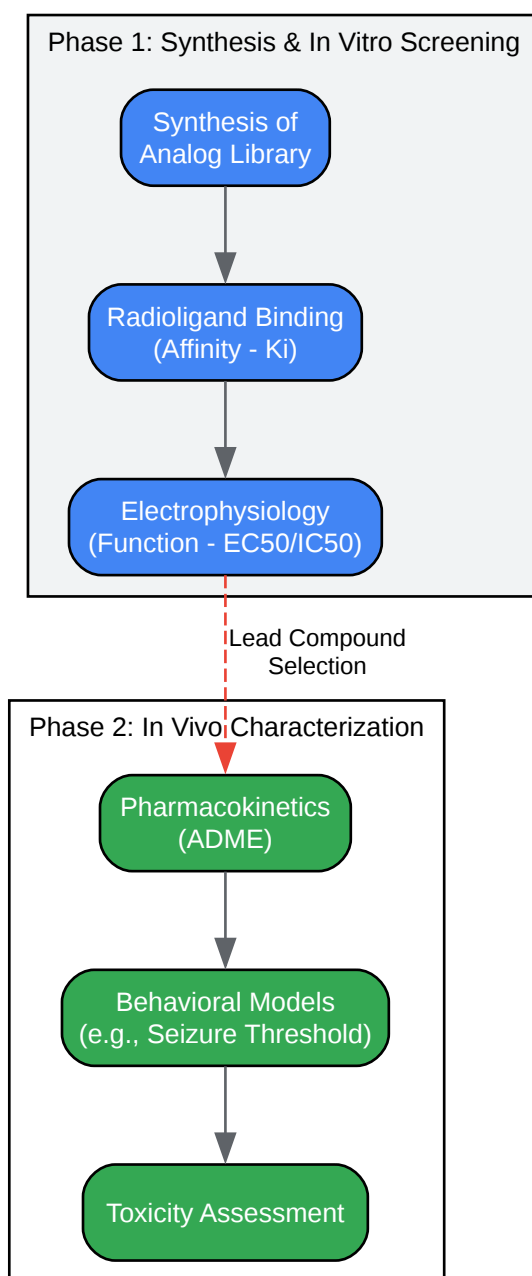 Phase 1: Synthesis & In Vitro Screening
Synthesis of
Analog Library
Radioligand Binding
(Affinity - Ki)
Electrophysiology
(Function - EC50/IC50)
Lead Compound
Selection
Phase 2: In Vivo Characterization
Pharmacokinetics
(ADME)
Behavioral Models
(e.g., Seizure Threshold)
Toxicity Assessment